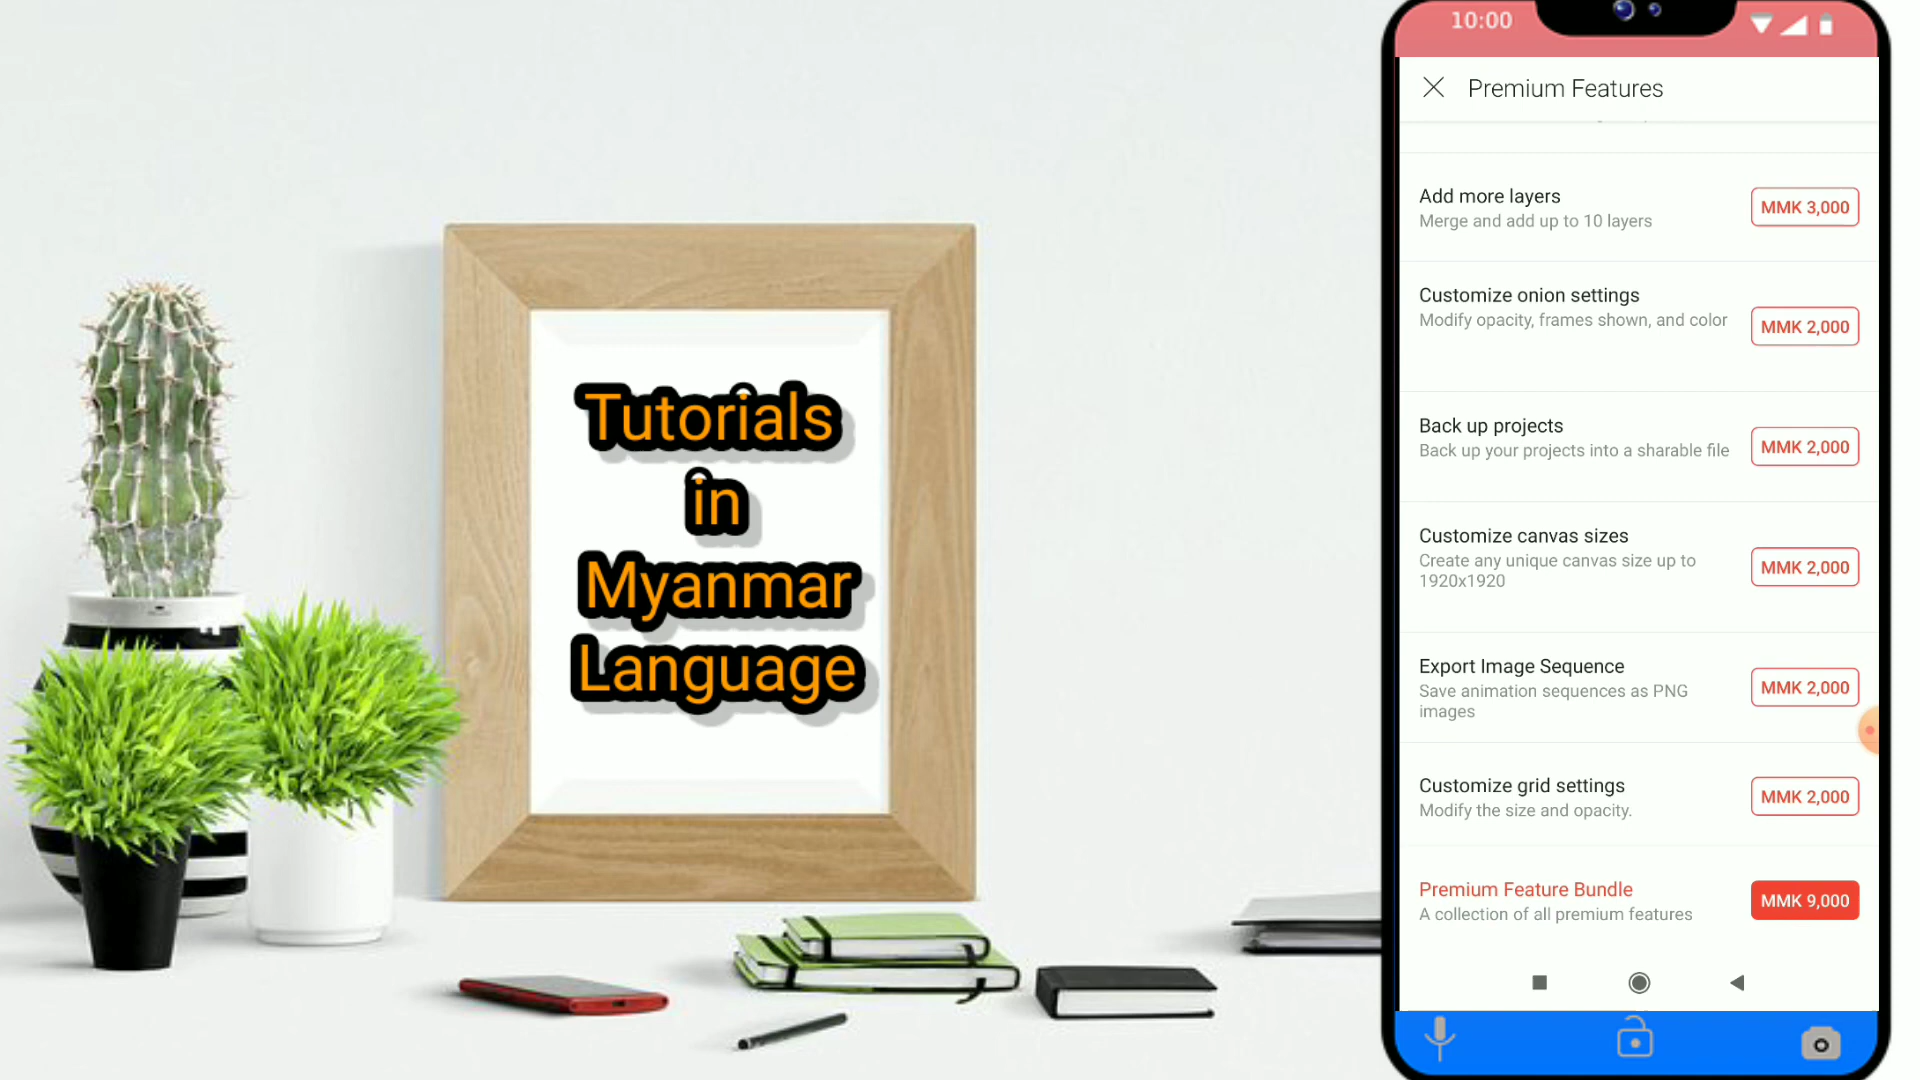 Tutorials
in
Myanmar
Language
10:00
Premium Features
Add more layers
Merge and add up to 10 layers
MMK 3,000
Customize onion settings
Modify opacity, frames shown, and color
MMK 2,000
Back up projects
Back up your projects into a sharable file
MMK 2,000
Customize canvas sizes
Create any unique canvas size up to
1920x1920
MMK 2,000
Export Image Sequence
Save animation sequences as PNG
images
MMK 2,000
Customize grid settings
Modify the size and opacity.
MMK 2,000
Premium Feature Bundle
A collection of all premium features
MMK 9,000